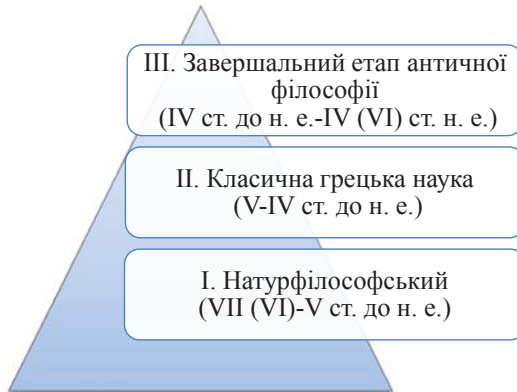 III. Завершальний етап античної
філософії
(IV ст. до н. е.-IV (VI) ст. н. е.)
II. Класична грецька наука
(V-IV ст. до н. е.)
I. Натурфілософський
(VII (VI)-V ст. до н. е.)